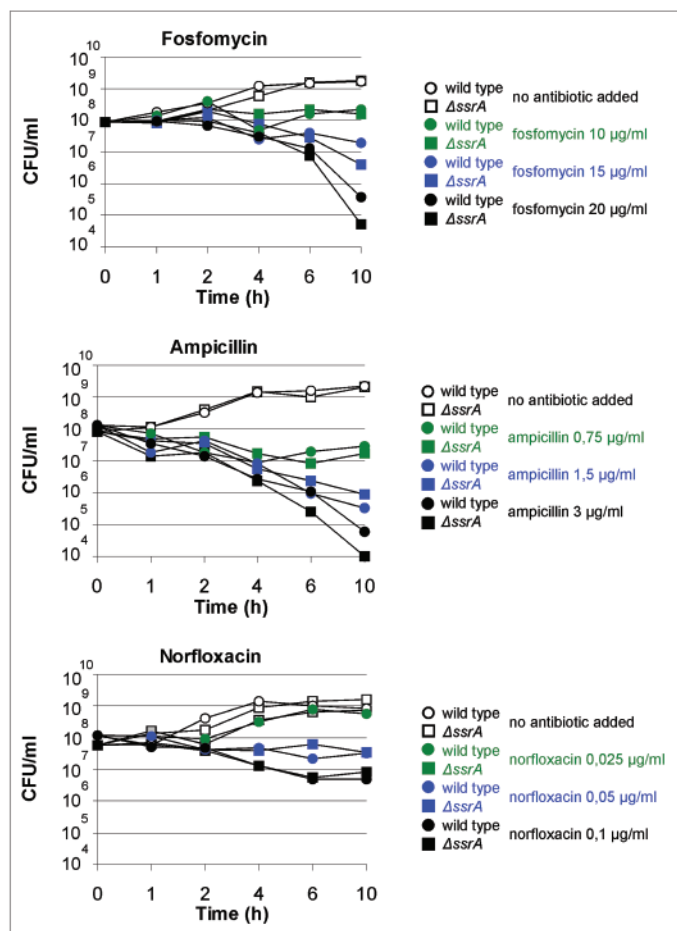 Fosfomycin
10^10
10^9
10^8
10^7
10^6
10^5
10^4
CFU/ml
0 1 2 4 6 10
Time (h)
wild type
ΔssrA
no antibiotic added
wild type
ΔssrA
fosfomycin 10 µg/ml
wild type
ΔssrA
fosfomycin 15 µg/ml
wild type
ΔssrA
fosfomycin 20 µg/ml
Ampicillin
10^10
10^9
10^8
10^7
10^6
10^5
10^4
CFU/ml
0 1 2 4 6 10
Time (h)
wild type
ΔssrA
no antibiotic added
wild type
ΔssrA
ampicillin 0,75 µg/ml
wild type
ΔssrA
ampicillin 1,5 µg/ml
wild type
ΔssrA
ampicillin 3 µg/ml
Norfloxacin
10^10
10^9
10^8
10^7
10^6
10^5
10^4
CFU/ml
0 1 2 4 6 10
Time (h)
wild type
ΔssrA
no antibiotic added
wild type
ΔssrA
norfloxacin 0,025 µg/ml
wild type
ΔssrA
norfloxacin 0,05 µg/ml
wild type
ΔssrA
norfloxacin 0,1 µg/ml